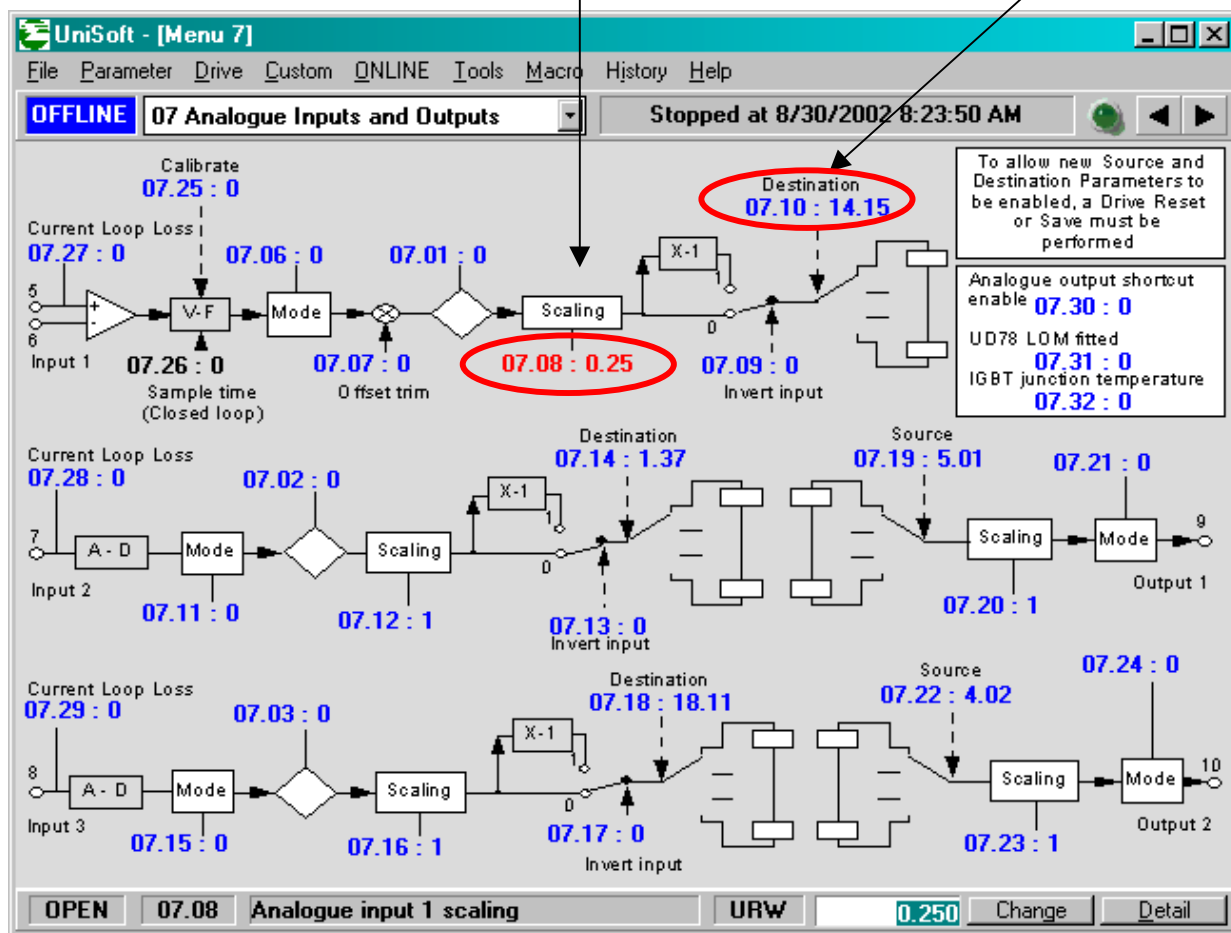 UniSoft - [Menu 7]
File Parameter Drive Custom ONLINE Tools Macro History Help
OFFLINE 07 Analogue Inputs and Outputs Stopped at 8/30/2002 8:23:50 AM
Calibrate
07.25 : 0
Current Loop Loss
07.27 : 0
07.06 : 0
07.01 : 0
5
6
+
-
Input 1
V-F
Mode
Scaling
X-1
1
0
Destination
07.10 : 14.15
07.26 : 0
Sample time
(Closed loop)
07.07 : 0
Offset trim
07.08 : 0.25
07.09 : 0
Invert input
To allow new Source and
Destination Parameters to
be enabled, a Drive Reset
or Save must be
performed
Analogue output shortcut
enable 07.30 : 0
UD78 LOM fitted
07.31 : 0
IGBT junction temperature
07.32 : 0
Current Loop Loss
07.28 : 0
07.02 : 0
7
A - D
Mode
Scaling
X-1
1
0
Input 2
07.11 : 0
07.12 : 1
Destination
07.14 : 1.37
07.13 : 0
Invert input
Source
07.19 : 5.01
07.21 : 0
Scaling
Mode
9
07.20 : 1
Output 1
Current Loop Loss
07.29 : 0
07.03 : 0
8
A - D
Mode
Scaling
X-1
1
0
Input 3
07.15 : 0
07.16 : 1
Destination
07.18 : 18.11
07.17 : 0
Invert input
Source
07.22 : 4.02
07.24 : 0
Scaling
Mode
10
07.23 : 1
Output 2
OPEN 07.08 Analogue input 1 scaling URW 0.250 Change Detail